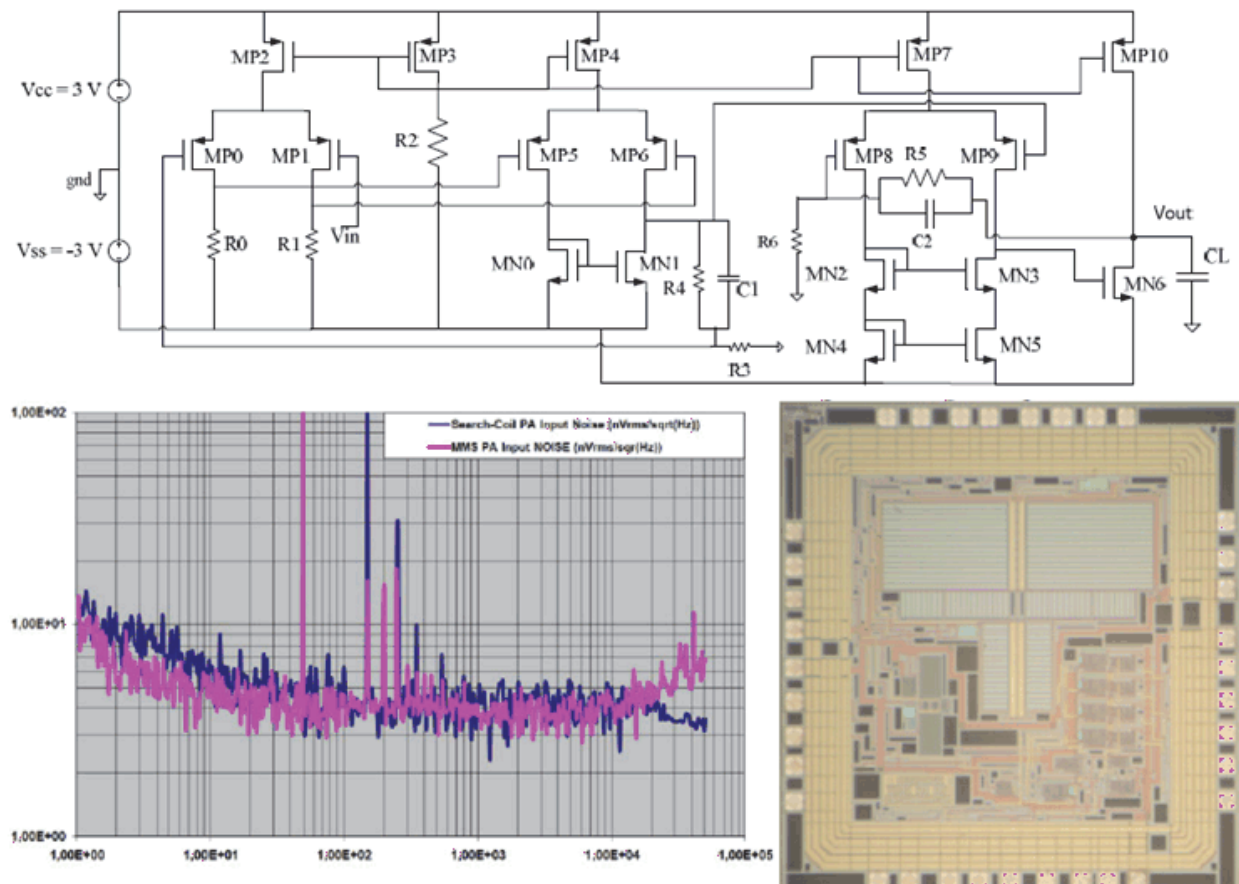 MP2
MP3
MP4
MP7
MP10
Vcc = 3 V
gnd
Vss = -3 V
MP0
MP1
R2
MP5
MP6
MP8
R5
MP9
C2
Vout
R0
R1
Vin
R6
MN0
MN1
R4
C1
MN2
MN3
MN6
CL
R3
MN4
MN5
1,00E+02
1,00E+01
1,00E+00
Search-Coil PA Input Noise (nVrms/sqrt(Hz))
MMS PA Input NOISE (nVrms/sqr(Hz))
1,00E+00
1,00E+01
1,00E+02
1,00E+03
1,00E+04
1,00E+05